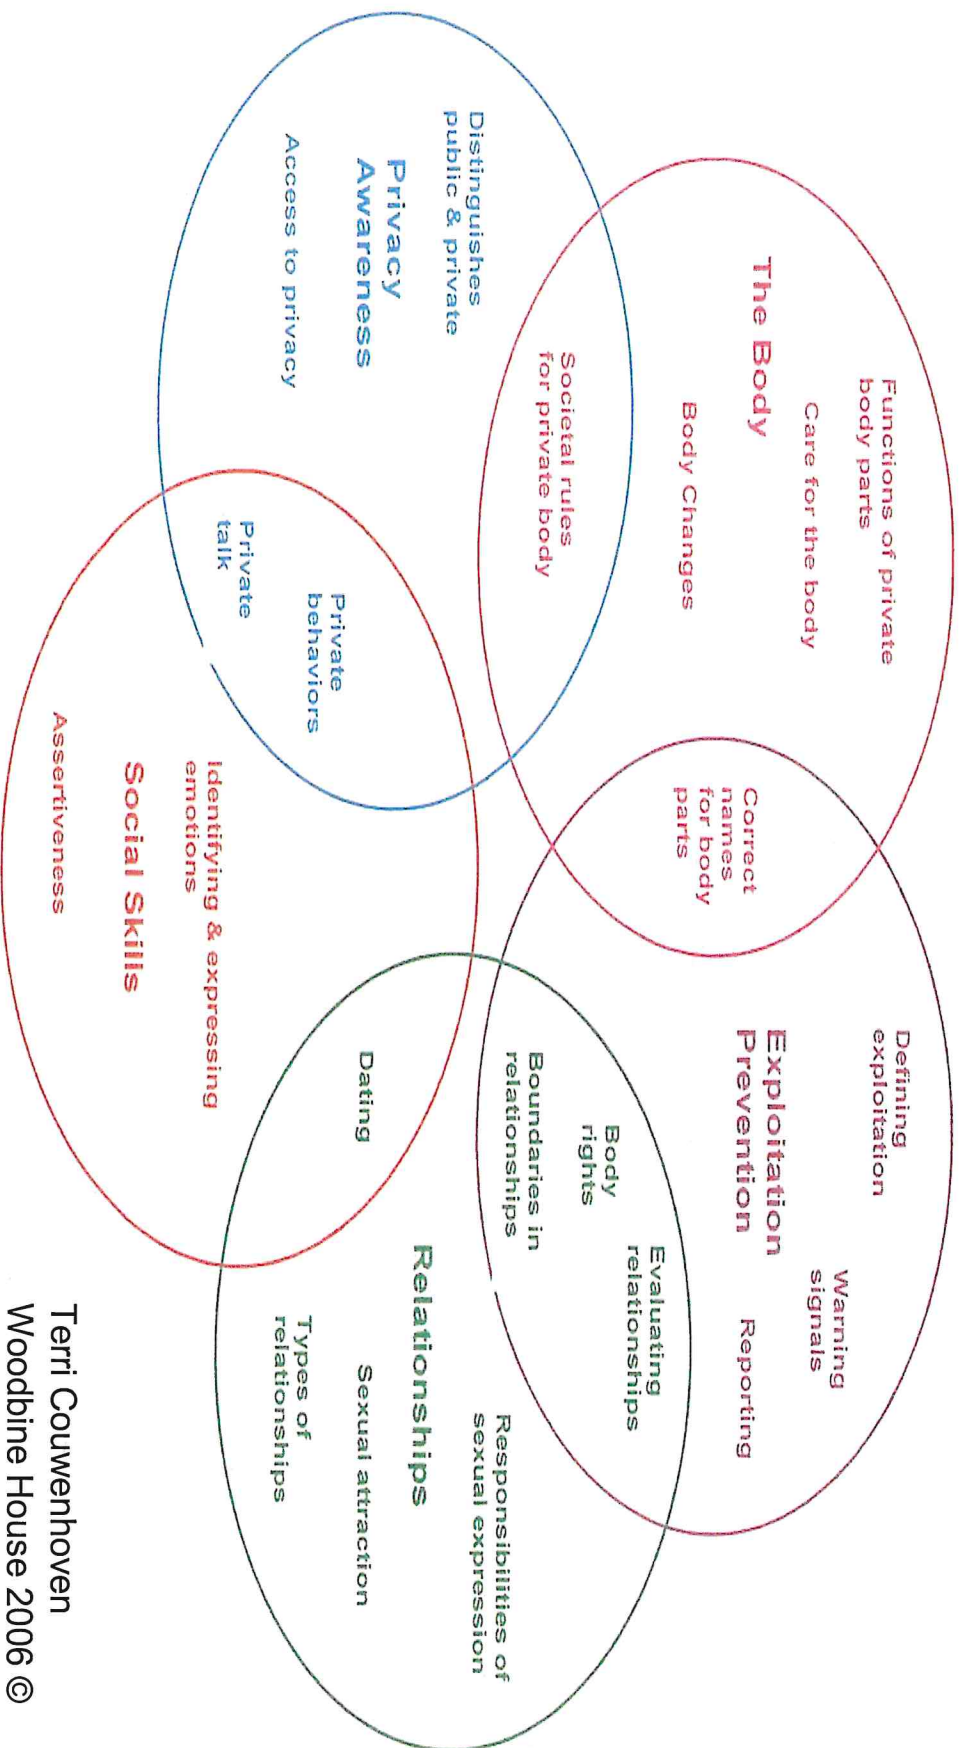 Functions of private
body parts
Care for the body
The Body
Body Changes
Societal rules
for private body
Correct
names
for body
parts
Defining
exploitation
Warning
signals
Exploitation
Prevention
Reporting
Evaluating
relationships
Body
rights
Boundaries in
relationships
Distinguishes
public & private
Privacy
Awareness
Access to privacy
Private
behaviors
Private
talk
Identifying & expressing
emotions
Social Skills
Assertiveness
Dating
Responsibilities of
sexual expression
Relationships
Sexual attraction
Types of
relationships
Terri Couwenhoven
Woodbine House 2006 ©